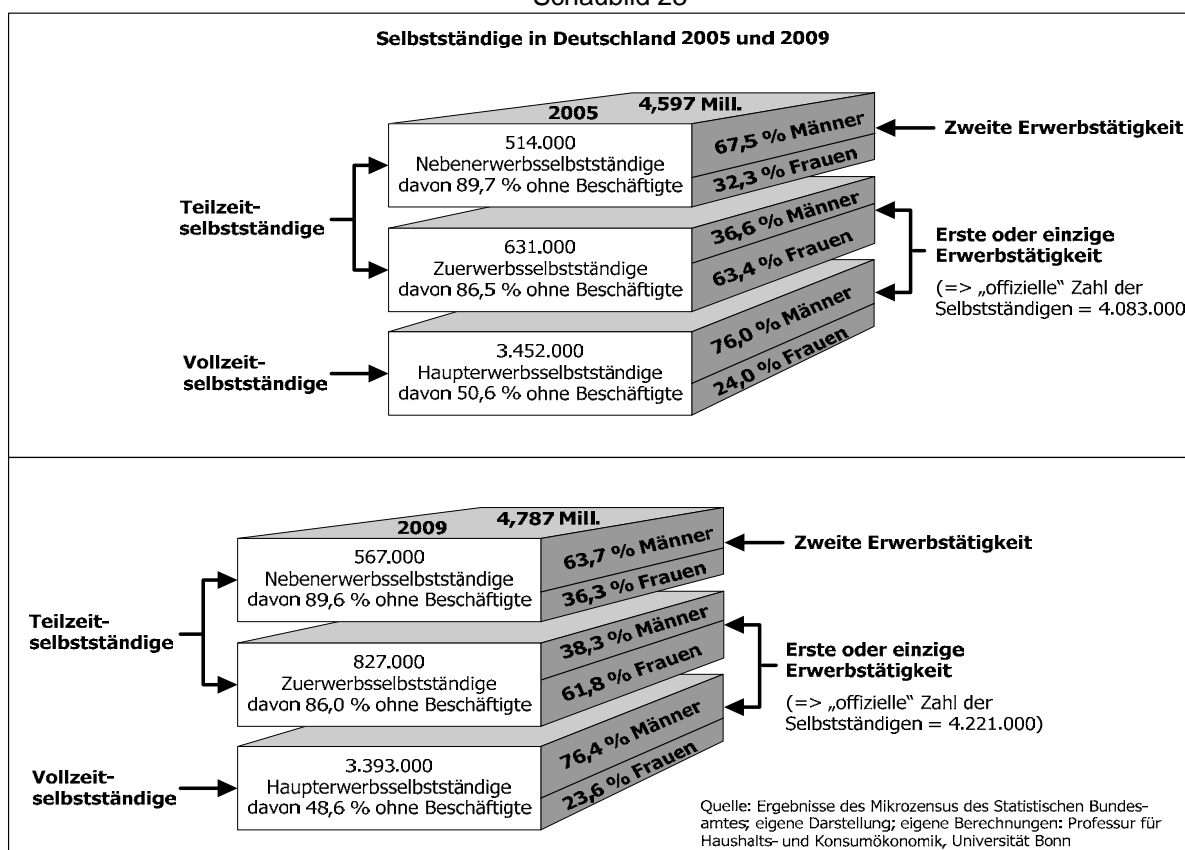 Schaubild 23
Selbstständige in Deutschland 2005 und 2009
2005 4,597 Mill.
514.000
Nebenerwerbsselbstständige
davon 89,7 % ohne Beschäftigte
67,5 % Männer
32,3 % Frauen
Zweite Erwerbstätigkeit
Teilzeit-
selbstständige
631.000
Zuerwerbsselbstständige
davon 86,5 % ohne Beschäftigte
36,6 % Männer
63,4 % Frauen
Erste oder einzige
Erwerbstätigkeit
(=> „offizielle“ Zahl der
Selbstständigen = 4.083.000
Vollzeit-
selbstständige
3.452.000
Haupterwerbsselbstständige
davon 50,6 % ohne Beschäftigte
76,0 % Männer
24,0 % Frauen
2009 4,787 Mill.
567.000
Nebenerwerbsselbstständige
davon 89,6 % ohne Beschäftigte
63,7 % Männer
36,3 % Frauen
Zweite Erwerbstätigkeit
Teilzeit-
selbstständige
827.000
Zuerwerbsselbstständige
davon 86,0 % ohne Beschäftigte
38,3 % Männer
61,8 % Frauen
Erste oder einzige
Erwerbstätigkeit
(=> „offizielle“ Zahl der
Selbstständigen = 4.221.000)
Vollzeit-
selbstständige
3.393.000
Haupterwerbsselbstständige
davon 48,6 % ohne Beschäftigte
76,4 % Männer
23,6 % Frauen
Quelle: Ergebnisse des Mikrozensus des Statistischen Bundes-
amtes; eigene Darstellung; eigene Berechnungen: Professur für
Haushalts- und Konsumökonomik, Universität Bonn